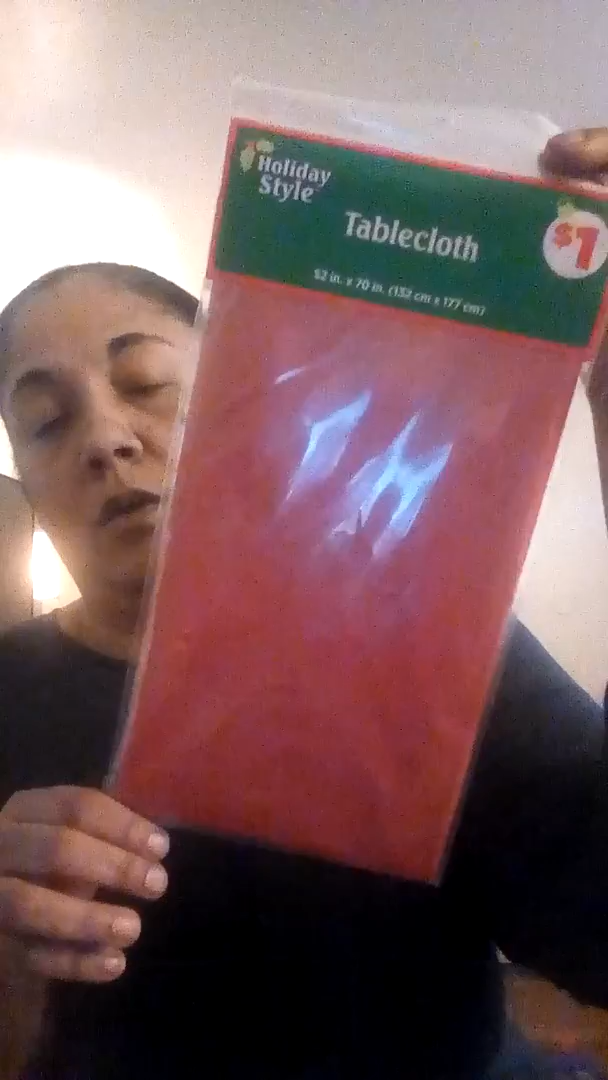 Holiday
Style
Tablecloth
$1
52 in. x 70 in. (132 cm x 177 cm)